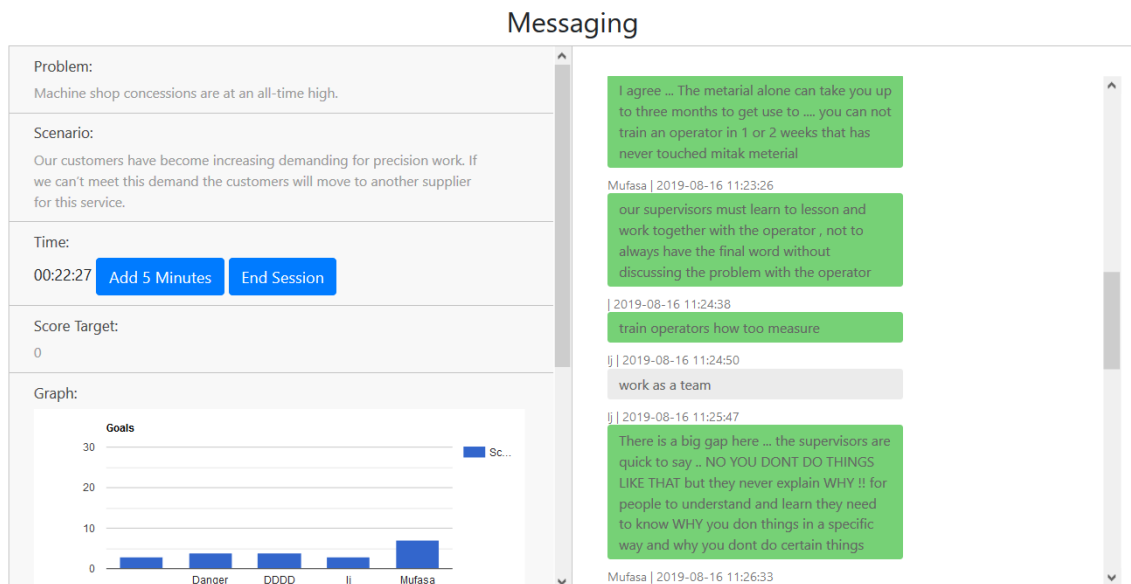 Messaging
Problem:
Machine shop concessions are at an all-time high.
Scenario:
Our customers have become increasing demanding for precision work. If
we can't meet this demand the customers will move to another supplier
for this service.
Time:
00:22:27 Add 5 Minutes End Session
Score Target:
0
Graph:
Goals
30
20
10
0
Sc...
Danger DDDD Ij Mufasa
I agree ... The metarial alone can take you up
to three months to get use to .... you can not
train an operator in 1 or 2 weeks that has
never touched mitak meterial
Mufasa | 2019-08-16 11:23:26
our supervisors must learn to lesson and
work together with the operator , not to
always have the final word without
discussing the problem with the operator
| 2019-08-16 11:24:38
train operators how too measure
Ij | 2019-08-16 11:24:50
work as a team
Ij | 2019-08-16 11:25:47
There is a big gap here ... the supervisors are
quick to say .. NO YOU DONT DO THINGS
LIKE THAT but they never explain WHY !! for
people to understand and learn they need
to know WHY you don things in a specific
way and why you dont do certain things
Mufasa | 2019-08-16 11:26:33